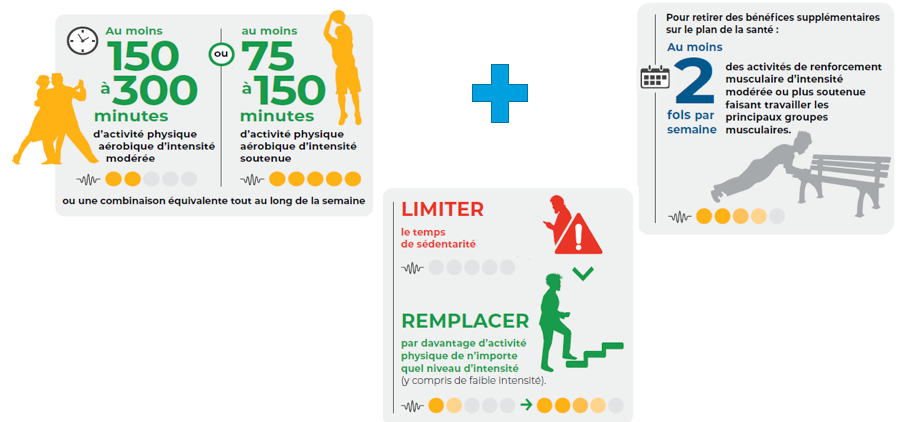 Au moins
150
à 300
minutes
d’activité physique
aérobique d’intensité
modérée
ou
au moins
75
à 150
minutes
d’activité physique
aérobique d’intensité
soutenue
ou une combinaison équivalente tout au long de la semaine
Pour retirer des bénéfices supplémentaires
sur le plan de la santé :
Au moins
2
fois par
semaine
des activités de renforcement
musculaire d’intensité
modérée ou plus soutenue
faisant travailler les
principaux groupes
musculaires.
LIMITER
le temps
de sédentarité
REMPLACER
par davantage d’activité
physique de n’importe
quel niveau d’intensité
(y compris de faible intensité).